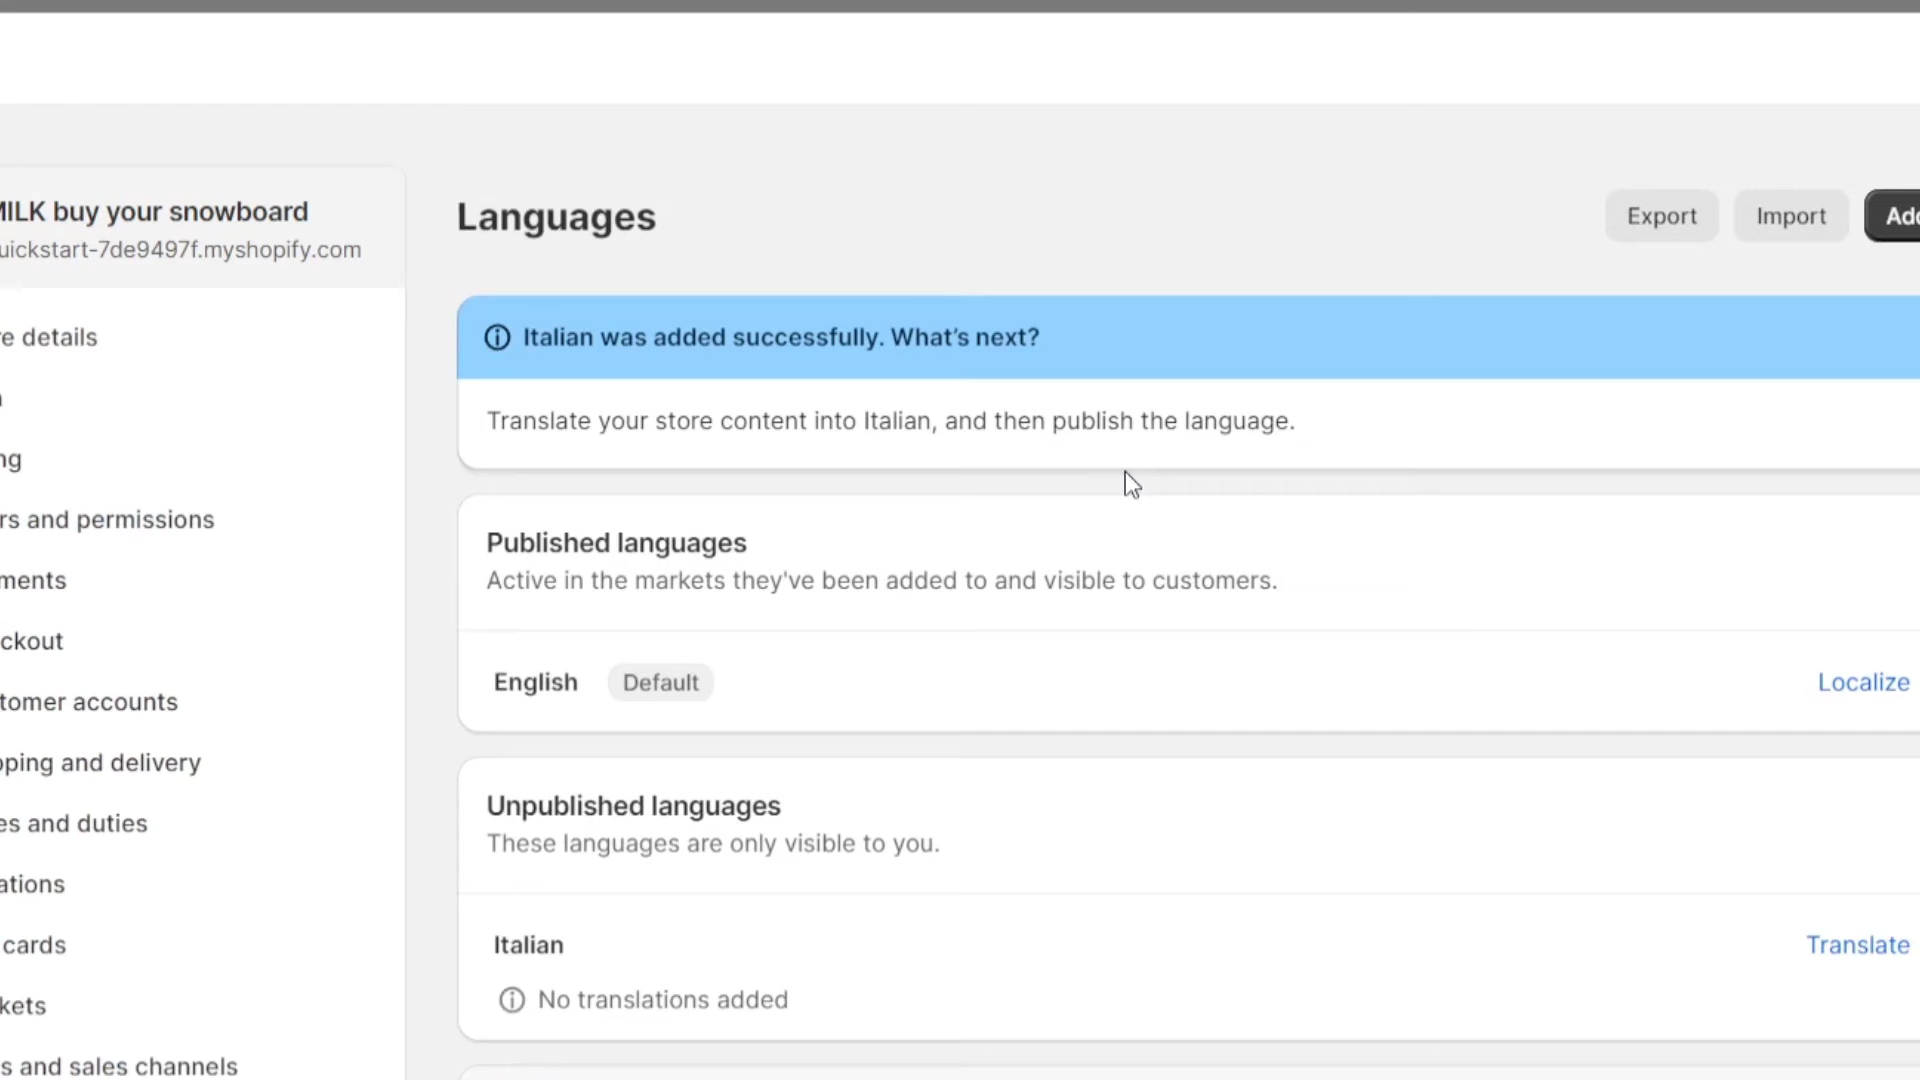 MILK buy your snowboard
uickstart-7de9497f.myshopify.com
Languages
Export
Import
Add
Italian was added successfully. What's next?
Translate your store content into Italian, and then publish the language.
e details
ng
rs and permissions
ments
ckout
tomer accounts
pping and delivery
es and duties
ations
cards
kets
s and sales channels
Published languages
Active in the markets they've been added to and visible to customers.
English
Default
Localize
Unpublished languages
These languages are only visible to you.
Italian
Translate
No translations added